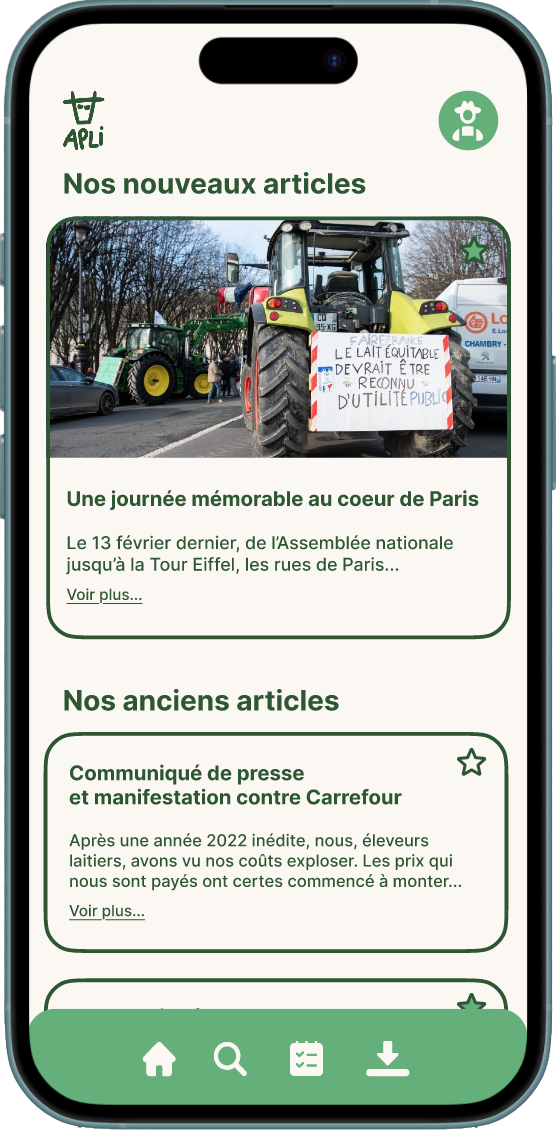 APLi
Nos nouveaux articles
FAIREFRANCE
LE LAIT ÉQUITABLE
DEVRAIT ÊTRE
RECONNU
D'UTILITÉ PUBLIC
CHAMBRY -
Une journée mémorable au coeur de Paris
Le 13 février dernier, de l'Assemblée nationale
jusqu'à la Tour Eiffel, les rues de Paris...
Voir plus...
Nos anciens articles
Communiqué de presse
et manifestation contre Carrefour
Après une année 2022 inédite, nous, éleveurs
laitiers, avons vu nos coûts exploser. Les prix qui
nous sont payés ont certes commencé à monter...
Voir plus...